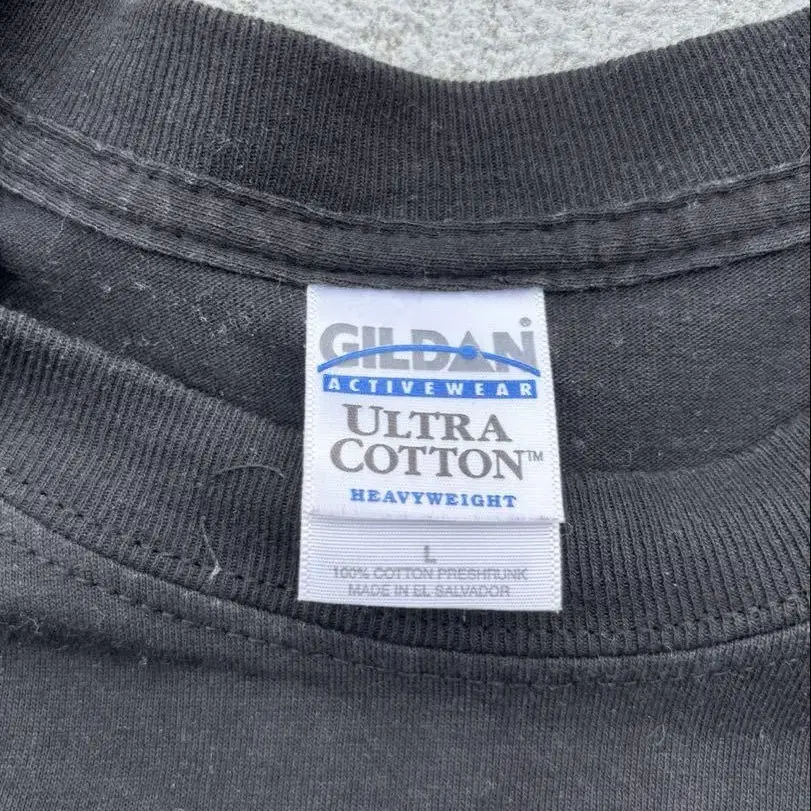 GILDAN®
ACTIVEWEAR
ULTRA
COTTON™
HEAVYWEIGHT
L
100% COTTON PRESHRUNK
MADE IN EL SALVADOR